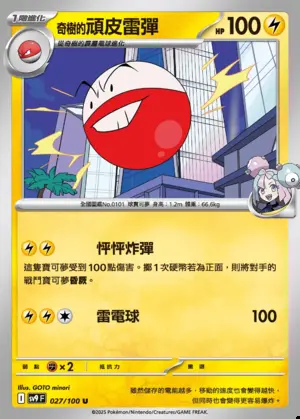 1階進化 奇樹的頑皮雷彈 HP 100
從奇樹的霹靂電球進化
全國圖鑑No.0101 球寶可夢 身高：1.2m 體重：66.6kg
怦怦炸彈
這隻寶可夢受到100點傷害。擲1次硬幣若為正面，則將對手的
戰鬥寶可夢昏厥。
雷電球 100
弱點 ×2 抵抗力 撤退
Illus. GOTO minori
I SV9 F 027/100 U
雖然儲存的電能越多，移動的速度也會變得越快，
但同時也會變得更容易爆炸。
©2025 Pokémon/Nintendo/Creatures/GAME FREAK.